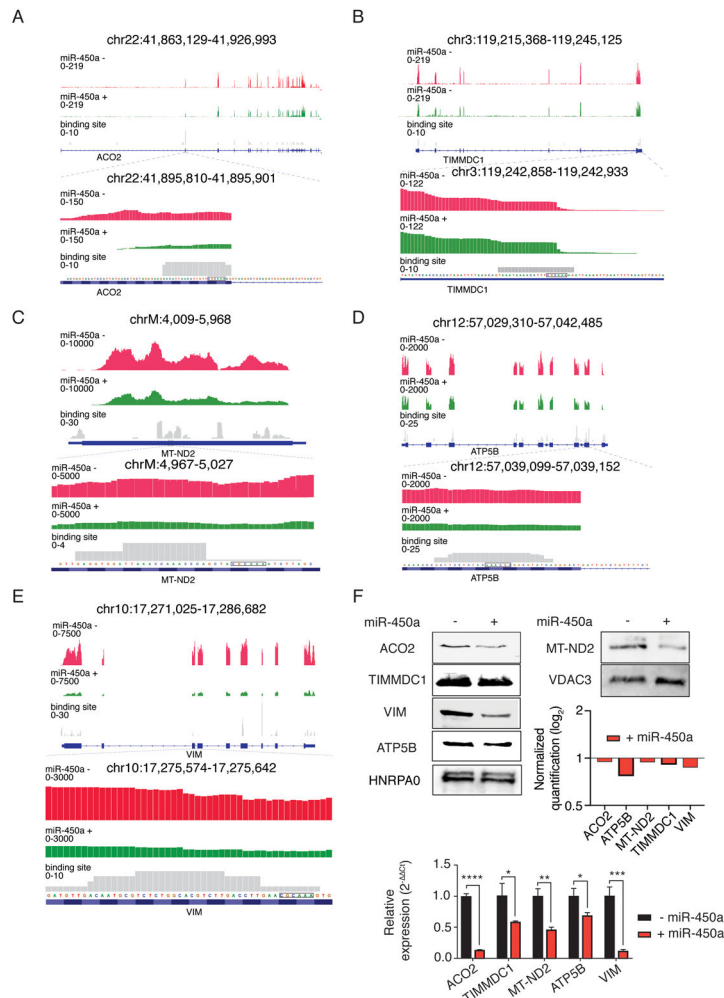 A
chr22:41,863,129-41,926,993
miR-450a -
0-219
miR-450a +
0-219
binding site
0-10
ACO2
chr22:41,895,810-41,895,901
miR-450a -
0-150
miR-450a +
0-150
binding site
0-10
ACO2
B
chr3:119,215,368-119,245,125
miR-450a -
0-219
miR-450a -
0-219
binding site
0-10
TIMMDC1
chr3:119,242,858-119,242,933
miR-450a -
0-122
miR-450a +
0-122
binding site
0-10
TIMMDC1
C
chrM:4,009-5,968
miR-450a -
0-10000
miR-450a +
0-10000
binding site
0-30
MT-ND2
chrM:4,967-5,027
miR-450a -
0-5000
miR-450a +
0-5000
binding site
0-4
MT-ND2
D
chr12:57,029,310-57,042,485
miR-450a -
0-2000
miR-450a +
0-2000
binding site
0-25
ATP5B
chr12:57,039,099-57,039,152
miR-450a -
0-2000
miR-450a +
0-2000
binding site
0-25
ATP5B
E
chr10:17,271,025-17,286,682
miR-450a -
0-7500
miR-450a +
0-7500
binding site
0-30
VIM
chr10:17,275,574-17,275,642
miR-450a -
0-3000
miR-450a +
0-3000
binding site
0-10
GATGTTGACAATGCGTCTCTGGCACGTCTTGACCTTGAACGCAAAGTG
VIM
F
miR-450a - +
ACO2
TIMMDC1
VIM
ATP5B
HNRPA0
miR-450a - +
MT-ND2
VDAC3
Normalized
quantification (log2)
2
1
0.5
+ miR-450a
ACO2
ATP5B
MT-ND2
TIMMDC1
VIM
Relative
expression (2-ΔΔCt)
1.5
1.0
0.5
0.0
**** * ** * ***
- miR-450a
+ miR-450a
ACO2
TIMMDC1
MT-ND2
ATP5B
VIM